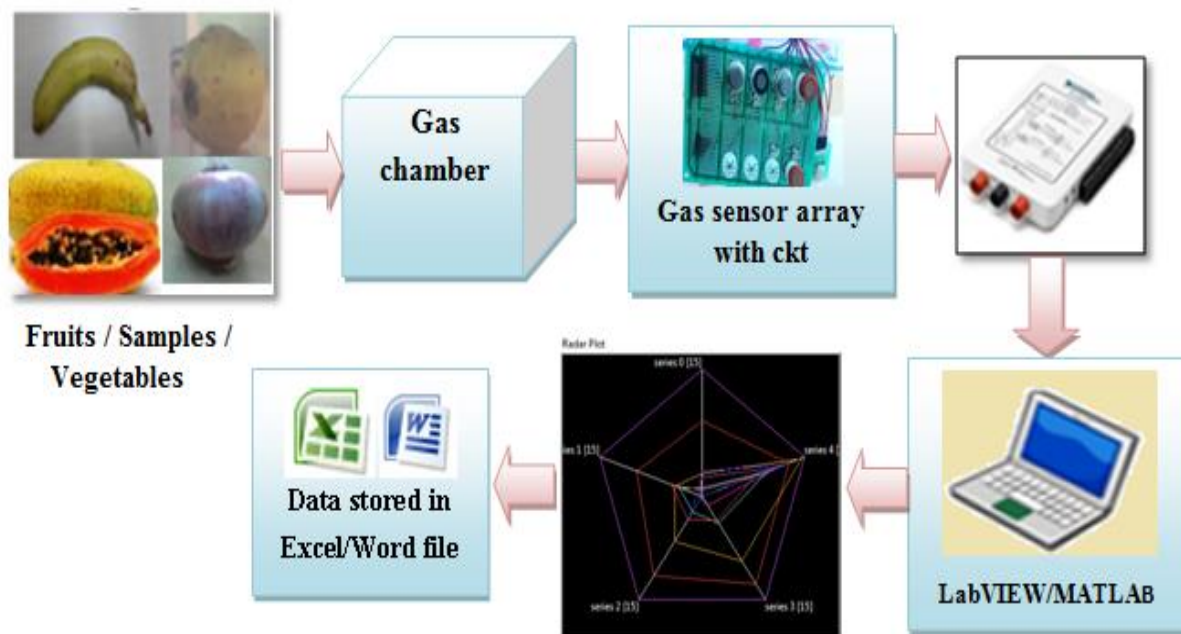 Gas
chamber
Gas sensor array
with ckt
Fruits / Samples /
Vegetables
LabVIEW/MATLAB
Radar Plot
series 0 [15]
series 4 [
series 3 [15]
series 2 [15]
series 1 [15]
Data stored in
Excel/Word file